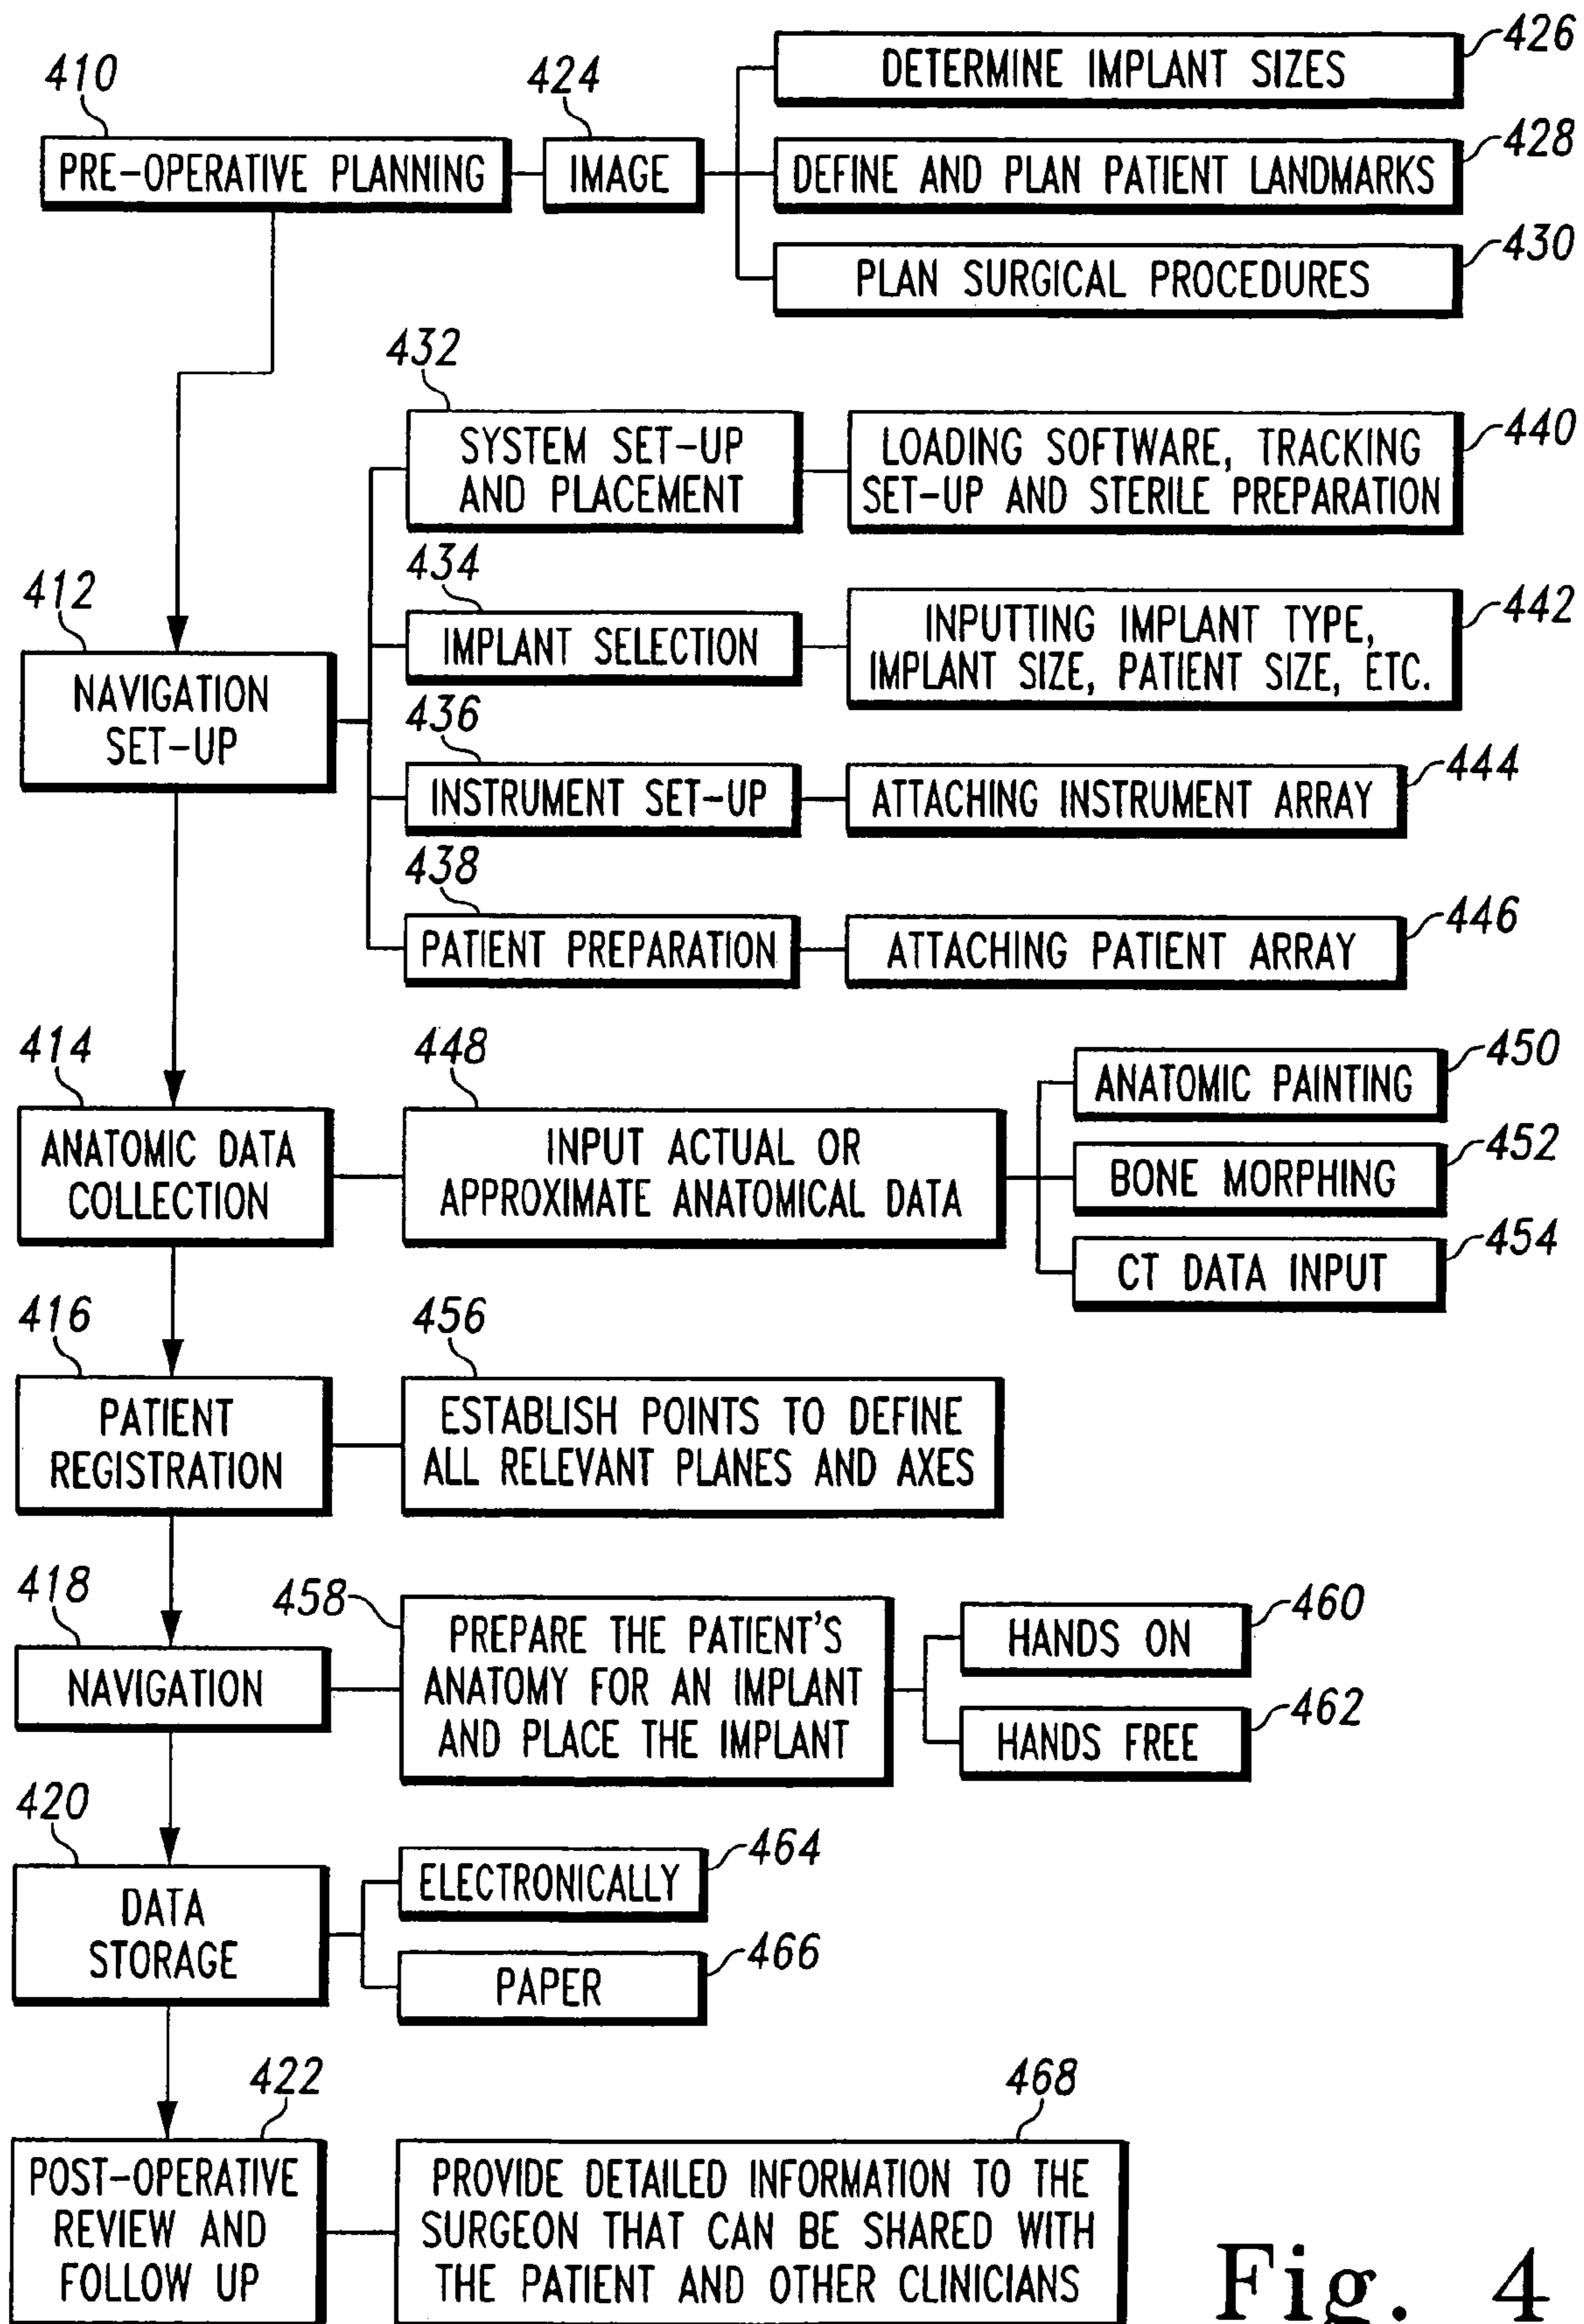 426
DETERMINE IMPLANT SIZES
410
424
428
PRE-OPERATIVE PLANNING
IMAGE
DEFINE AND PLAN PATIENT LANDMARKS
430
PLAN SURGICAL PROCEDURES
432
SYSTEM SET-UP
AND PLACEMENT
440
LOADING SOFTWARE, TRACKING
SET-UP AND STERILE PREPARATION
434
IMPLANT SELECTION
442
INPUTTING IMPLANT TYPE,
IMPLANT SIZE, PATIENT SIZE, ETC.
412
NAVIGATION
SET-UP
436
INSTRUMENT SET-UP
444
ATTACHING INSTRUMENT ARRAY
438
PATIENT PREPARATION
446
ATTACHING PATIENT ARRAY
414
ANATOMIC DATA
COLLECTION
448
INPUT ACTUAL OR
APPROXIMATE ANATOMICAL DATA
450
ANATOMIC PAINTING
452
BONE MORPHING
454
CT DATA INPUT
416
PATIENT
REGISTRATION
456
ESTABLISH POINTS TO DEFINE
ALL RELEVANT PLANES AND AXES
418
NAVIGATION
458
PREPARE THE PATIENT'S
ANATOMY FOR AN IMPLANT
AND PLACE THE IMPLANT
460
HANDS ON
462
HANDS FREE
420
DATA
STORAGE
464
ELECTRONICALLY
466
PAPER
422
POST-OPERATIVE
REVIEW AND
FOLLOW UP
468
PROVIDE DETAILED INFORMATION TO THE
SURGEON THAT CAN BE SHARED WITH
THE PATIENT AND OTHER CLINICIANS
Fig. 4